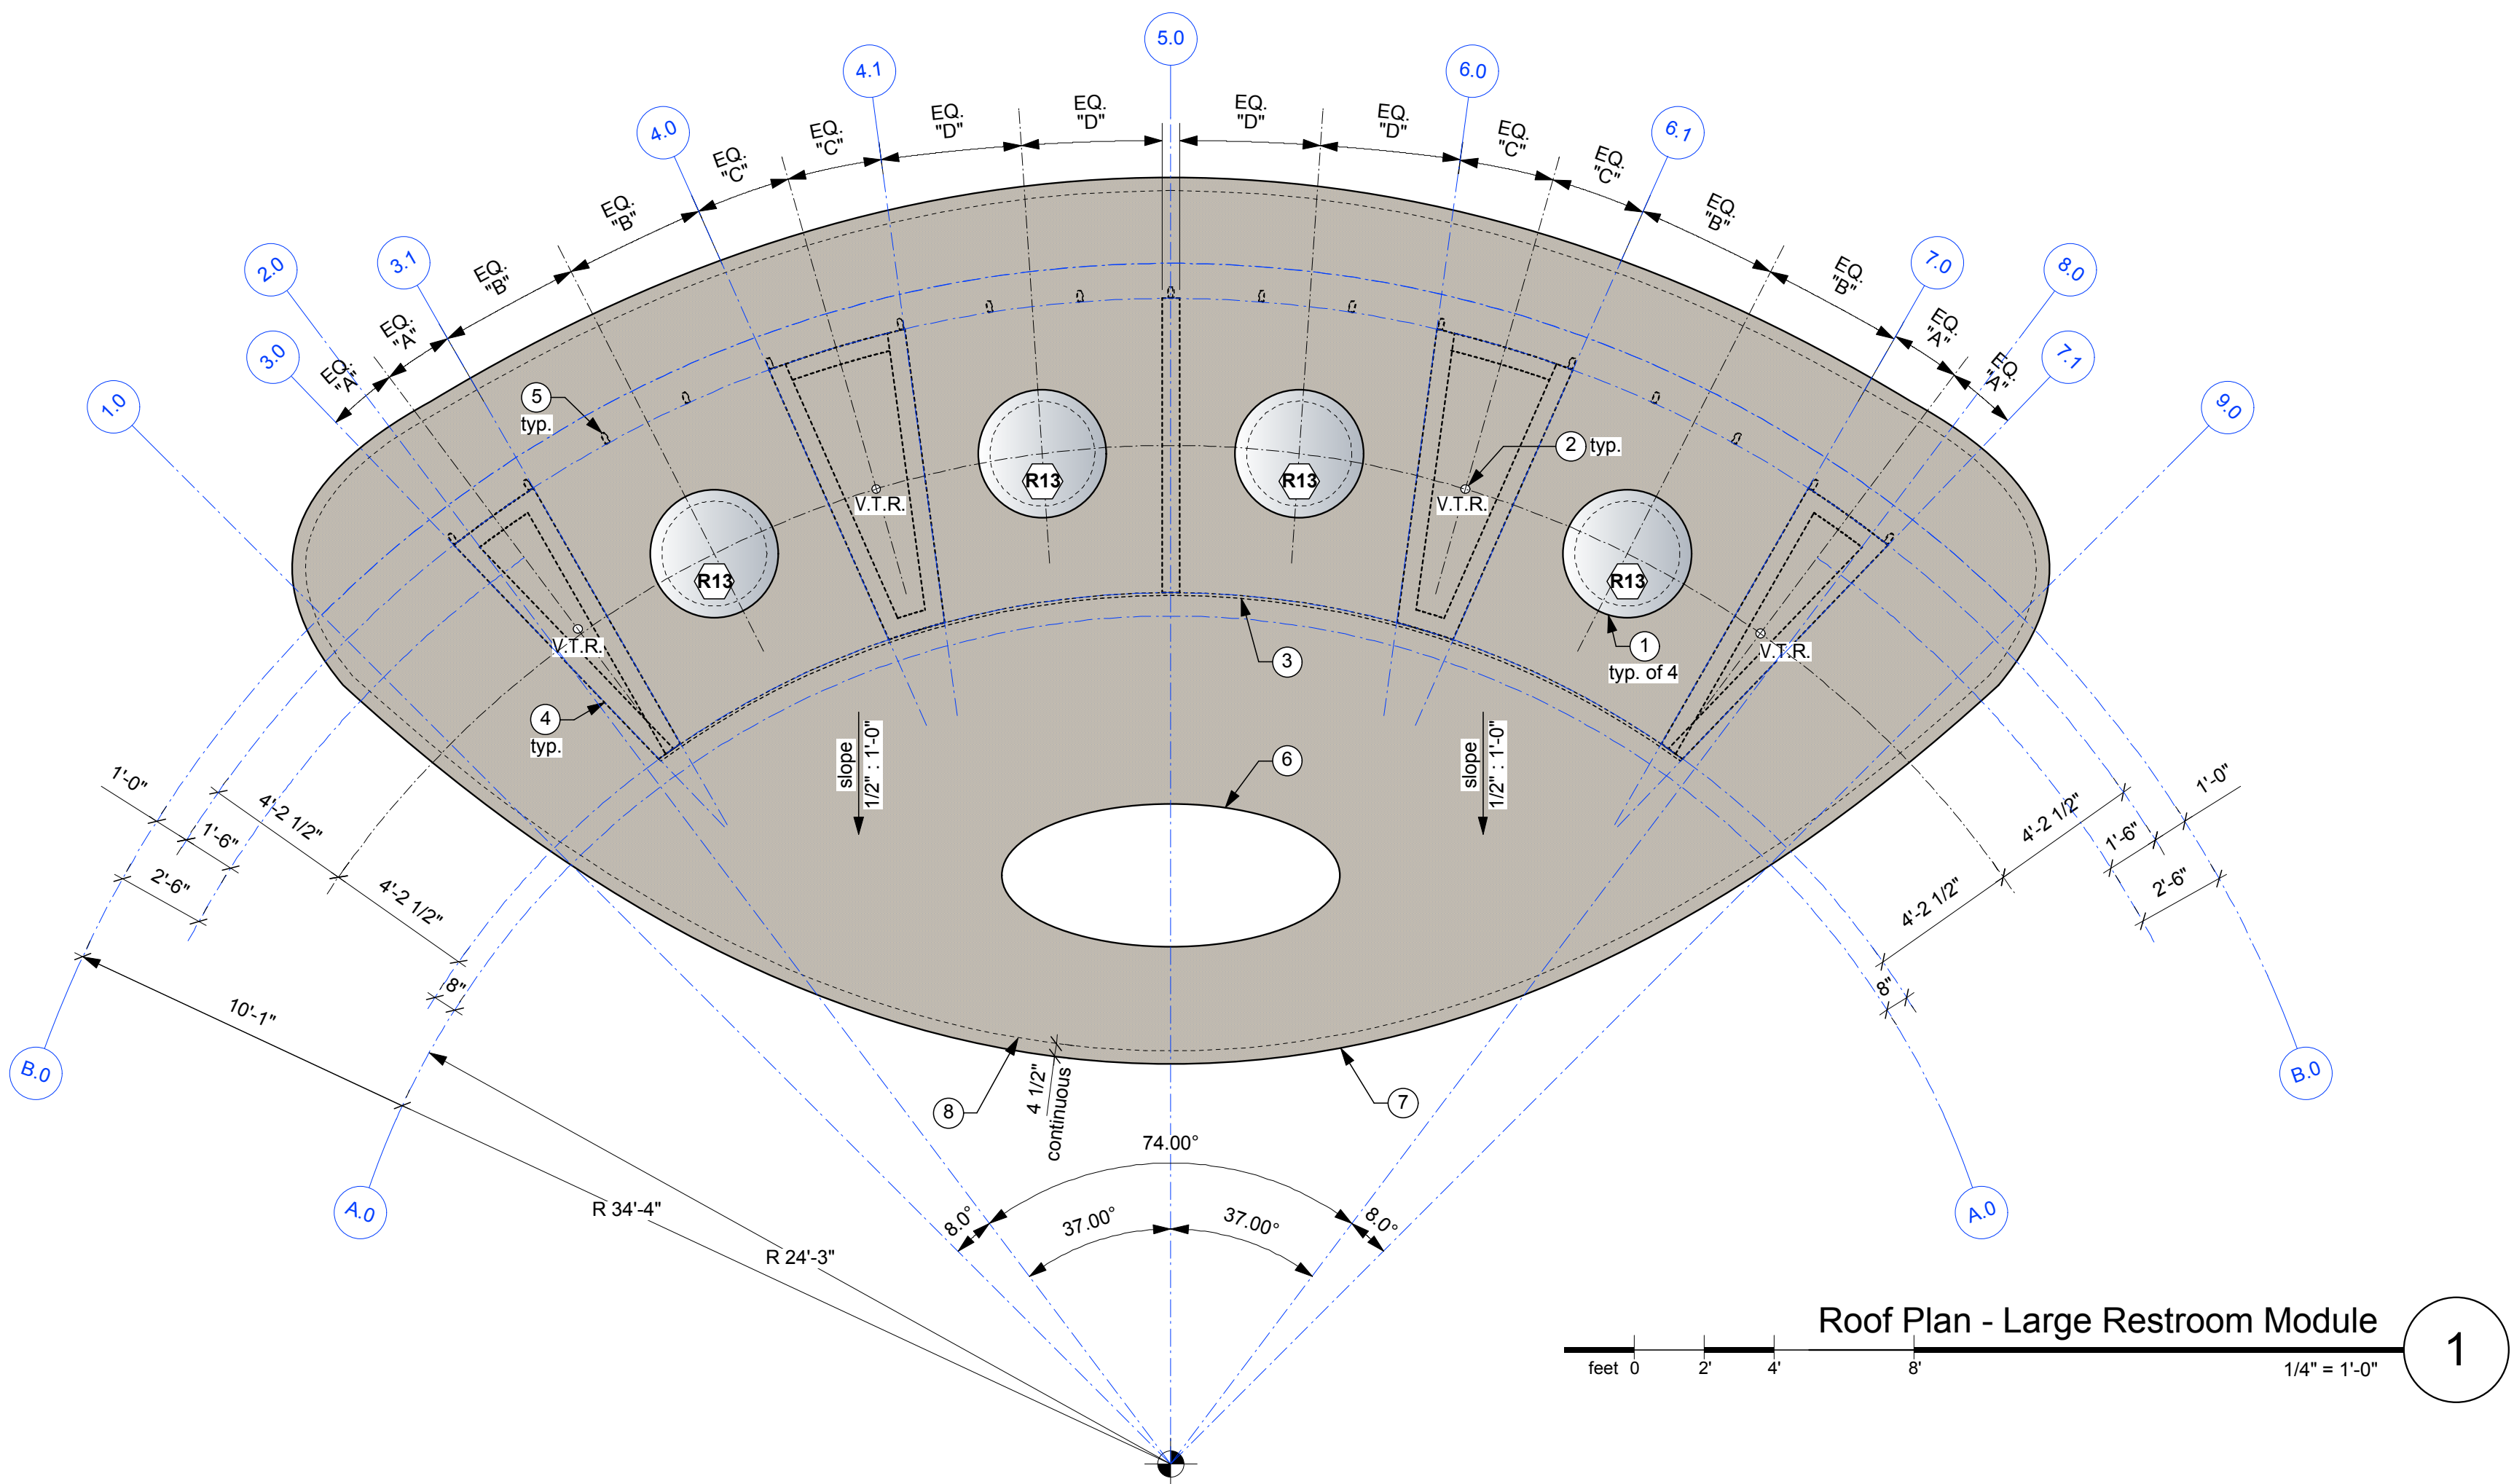 5.0
4.1
6.0
4.0
6.1
EQ.
"D"
EQ.
"D"
EQ.
"D"
EQ.
"D"
EQ.
"C"
EQ.
"C"
EQ.
"C"
EQ.
"C"
EQ.
"B"
EQ.
"B"
EQ.
"B"
EQ.
"B"
2.0
3.1
7.0
8.0
EQ.
"A"
EQ.
"A"
EQ.
"A"
EQ.
"A"
3.0
7.1
1.0
9.0
5
typ.
2 typ.
R13
R13
V.T.R.
V.T.R.
R13
R13
V.T.R.
V.T.R.
1
typ. of 4
3
4
typ.
slope
1/2" : 1'-0"
slope
1/2" : 1'-0"
6
1'-0"
4'-2 1/2"
1'-6"
2'-6"
4'-2 1/2"
8"
10'-1"
1'-0"
4'-2 1/2"
1'-6"
2'-6"
4'-2 1/2"
8"
B.0
B.0
8
4 1/2"
continuous
7
A.0
A.0
74.00°
8.0°
37.00°
37.00°
8.0°
R 34'-4"
R 24'-3"
Roof Plan - Large Restroom Module
1
feet 0 2' 4' 8'
1/4" = 1'-0"